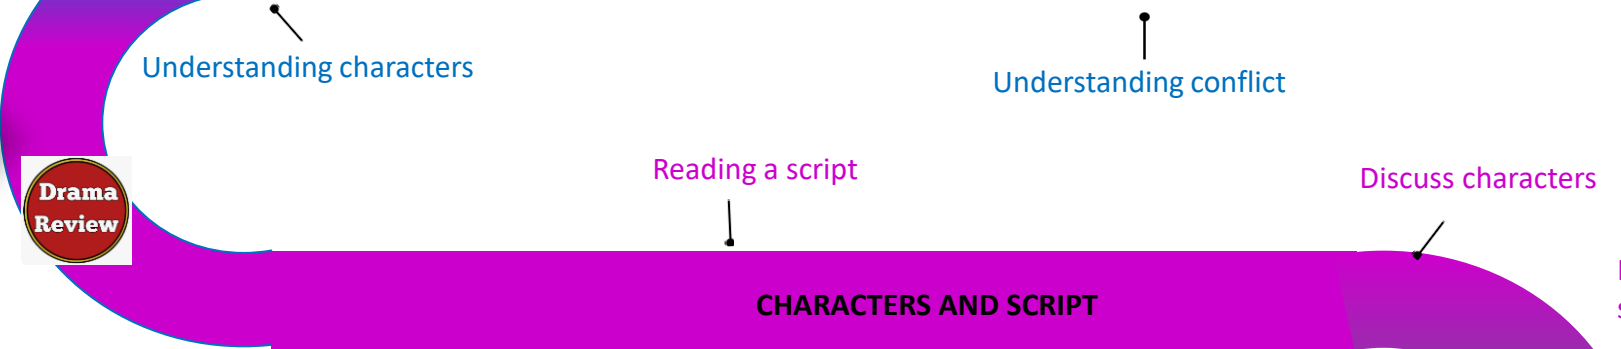 Understanding characters
Understanding conflict
Reading a script
Discuss characters
Drama
Review
CHARACTERS AND SCRIPT